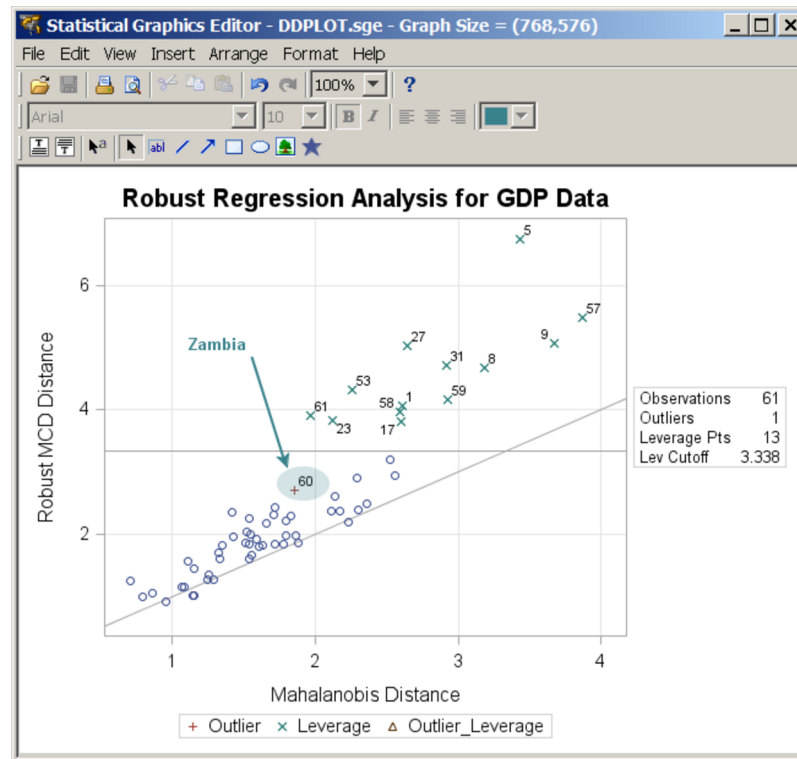 Statistical Graphics Editor - DDPLOT.sge - Graph Size = (768,576)
File Edit View Insert Arrange Format Help
100% ?
Arial 10 B I
a abI
Robust Regression Analysis for GDP Data
5
6
57
9
27
31
8
Zambia
53
59
1
58
61
4
23
17
Observations 61
Outliers 1
Leverage Pts 13
Lev Cutoff 3.338
60
2
Robust MCD Distance
1 2 3 4
Mahalanobis Distance
+ Outlier × Leverage △ Outlier_Leverage